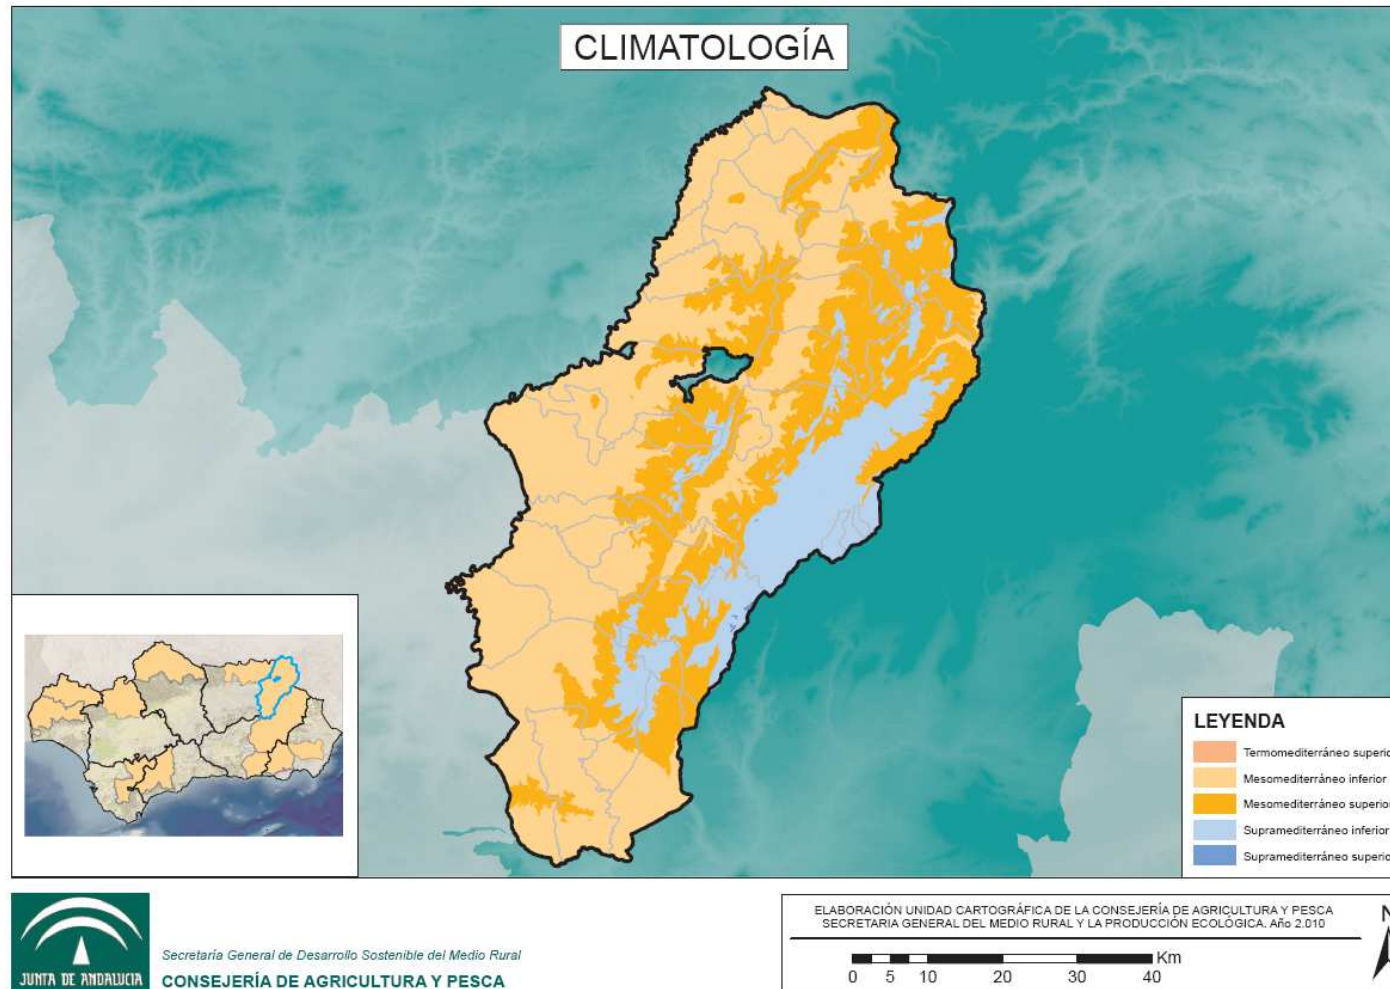 CLIMATOLOGÍA
LEYENDA
Termomediterráneo superio
Mesomediterráneo inferior
Mesomediterráneo superior
Supramediterráneo inferior
Supramediterráneo superio
JUNTA DE ANDALUCIA
Secretaría General de Desarrollo Sostenible del Medio Rural
CONSEJERÍA DE AGRICULTURA Y PESCA
ELABORACIÓN UNIDAD CARTOGRÁFICA DE LA CONSEJERÍA DE AGRICULTURA Y PESCA
SECRETARIA GENERAL DEL MEDIO RURAL Y LA PRODUCCIÓN ECOLÓGICA. Año 2.010
Km
0 5 10 20 30 40
N